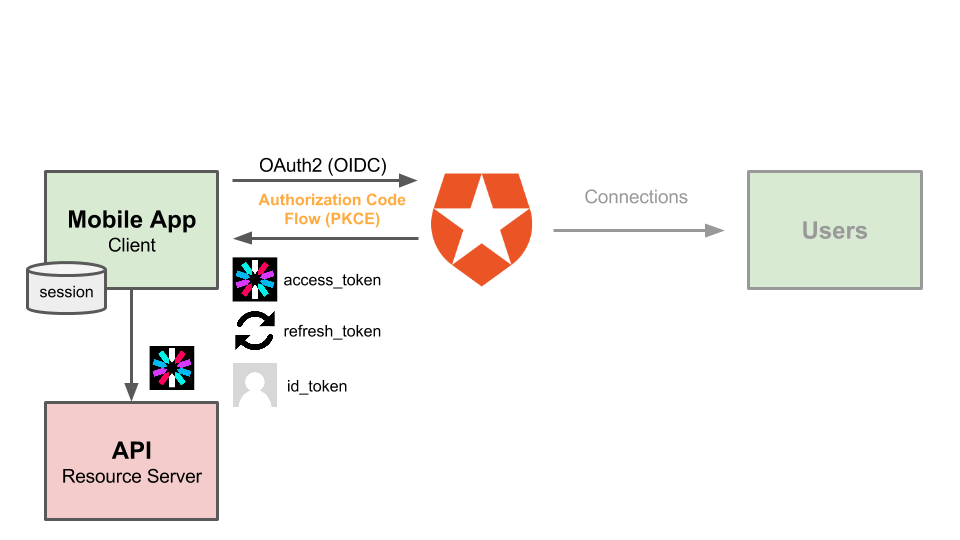 OAuth2 (OIDC)
Authorization Code
Flow (PKCE)
Mobile App
Client
session
access_token
refresh_token
id_token
Connections
Users
API
Resource Server